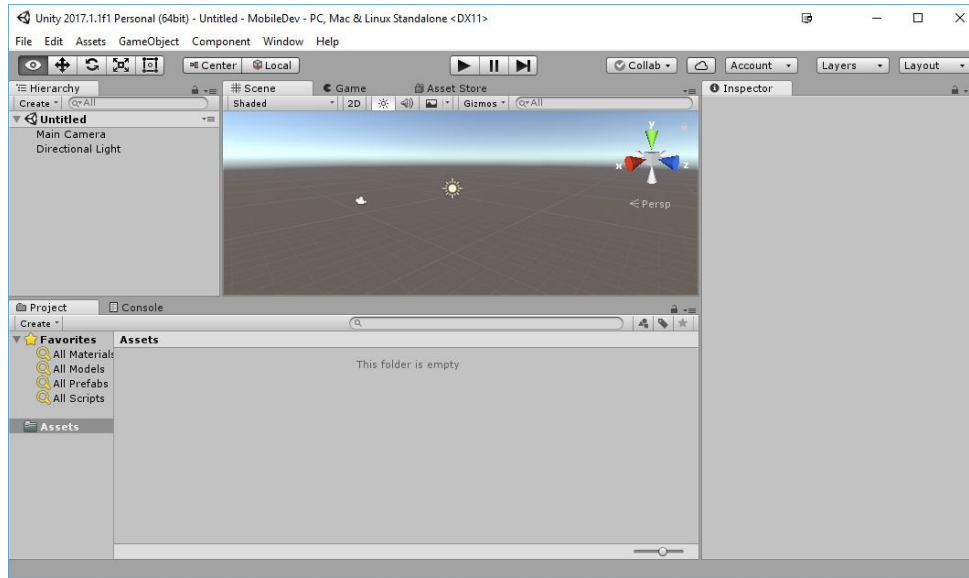 Unity 2017.1.1f1 Personal (64bit) - Untitled - MobileDev - PC, Mac & Linux Standalone <DX11>
File Edit Assets GameObject Component Window Help
Center Local Collab Account Layers Layout
Hierarchy Scene Game Asset Store Inspector
Create All Shaded 2D Gizmos All
Untitled
Main Camera
Directional Light
y
x z
Persp
Project Console
Create
Favorites Assets
All Materials
All Models
All Prefabs
All Scripts
This folder is empty
Assets